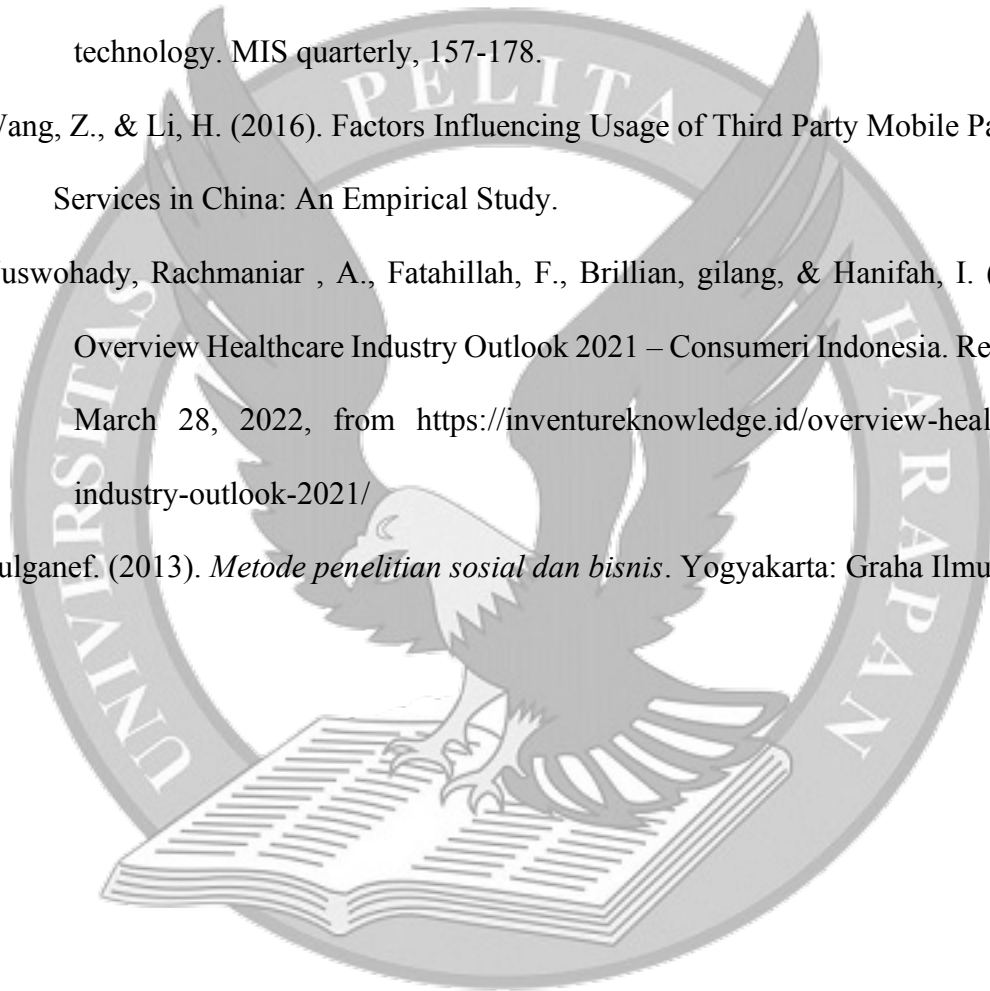 technology. MIS quarterly, 157-178.
Wang, Z., & Li, H. (2016). Factors Influencing Usage of Third Party Mobile Pa
Services in China: An Empirical Study.
uswohady, Rachmaniar , A., Fatahillah, F., Brillian, gilang, & Hanifah, I. (
Overview Healthcare Industry Outlook 2021 – Consumeri Indonesia. Re
March 28, 2022, from https://inventureknowledge.id/overview-heal
industry-outlook-2021/
ulganef. (2013). Metode penelitian sosial dan bisnis. Yogyakarta: Graha Ilmu
UNIVERSITAS PELITA HARAPAN